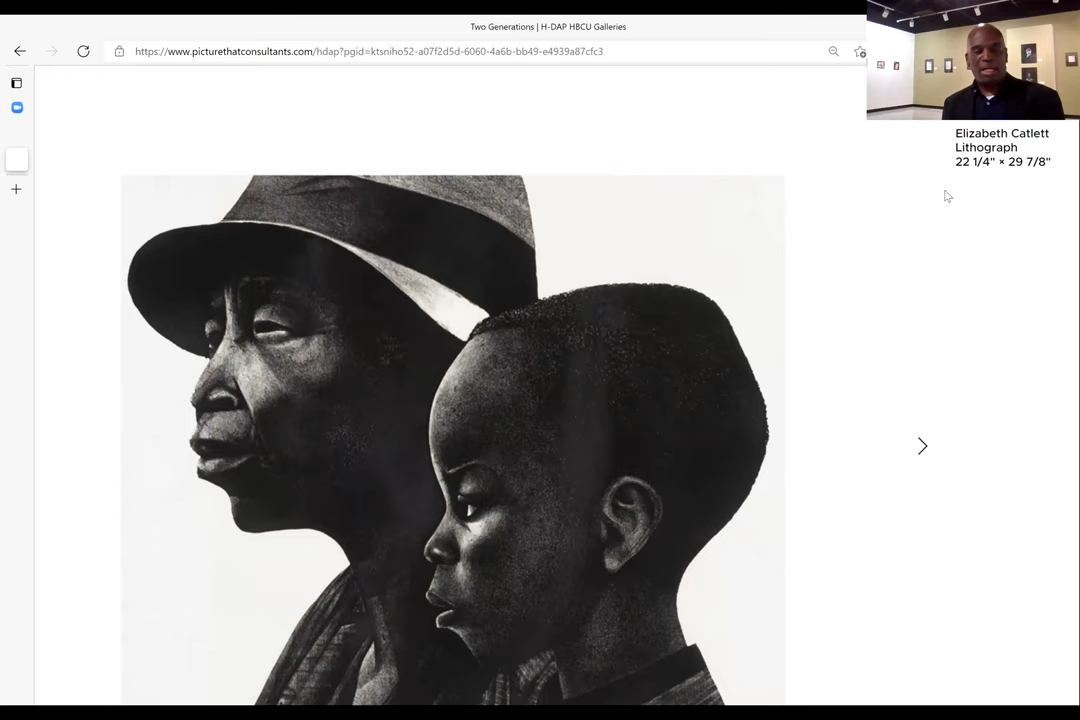 Two Generations | H-DAP HBCU Galleries
https://www.picturethatconsultants.com/hdap?pgid=ktsniho52-a07f2d5d-6060-4a6b-bb49-e4939a87cfc3
Elizabeth Catlett
Lithograph
22 1/4" × 29 7/8"